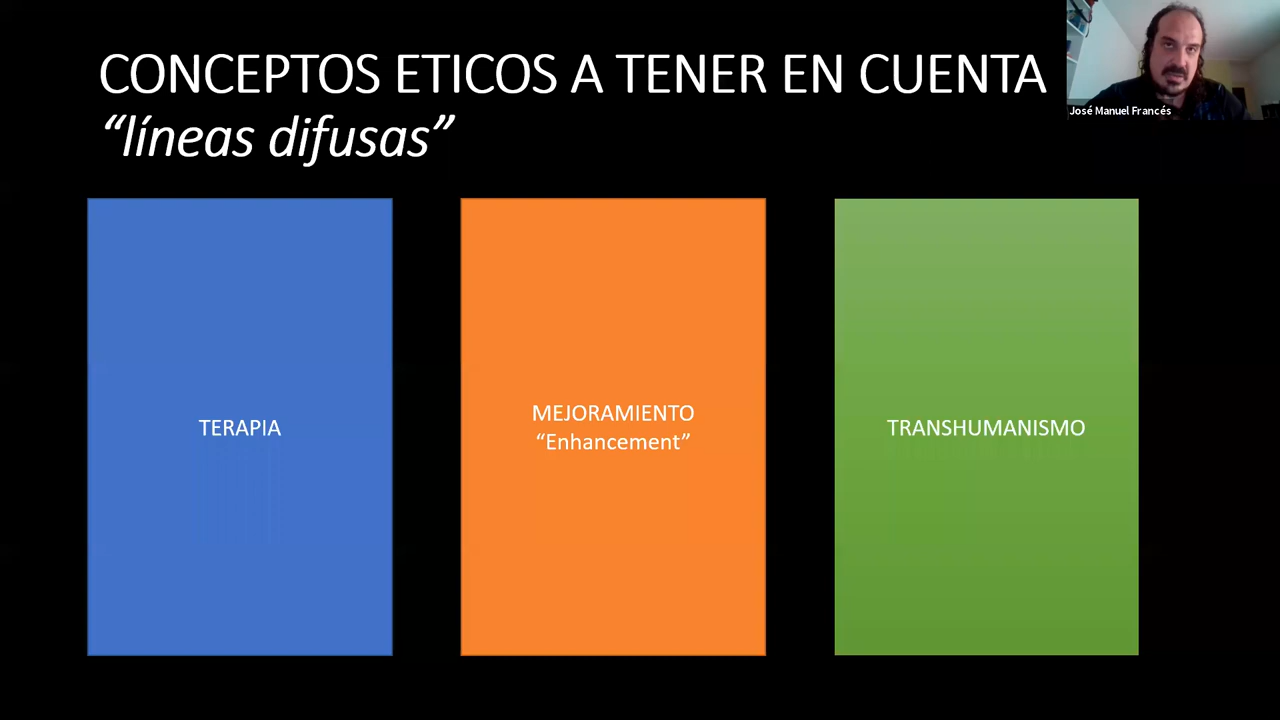 CONCEPTOS ETICOS A TENER EN CUENTA
“líneas difusas”
José Manuel Francés
TERAPIA
MEJORAMIENTO
“Enhancement”
TRANSHUMANISMO